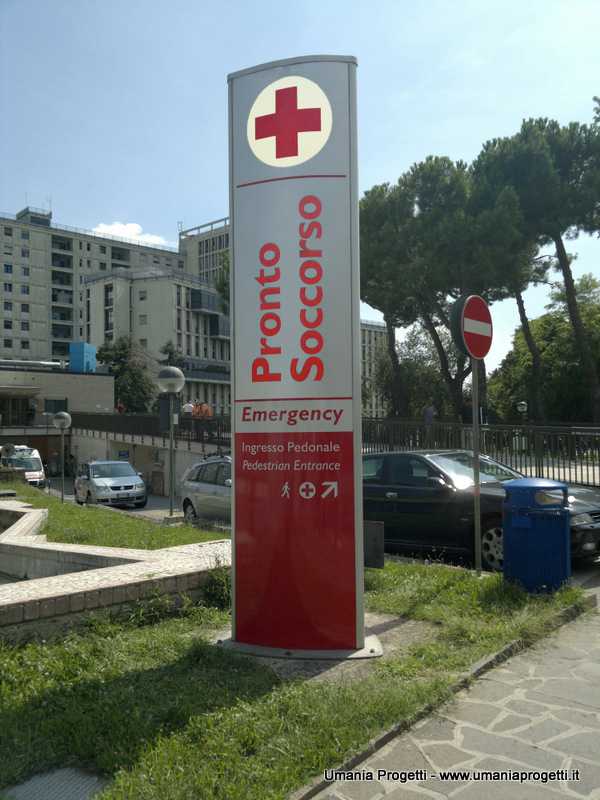 Pronto
Soccorso
Emergency
Ingresso Pedonale
Pedestrian Entrance
Umania Progetti - www.umaniaprogetti.it